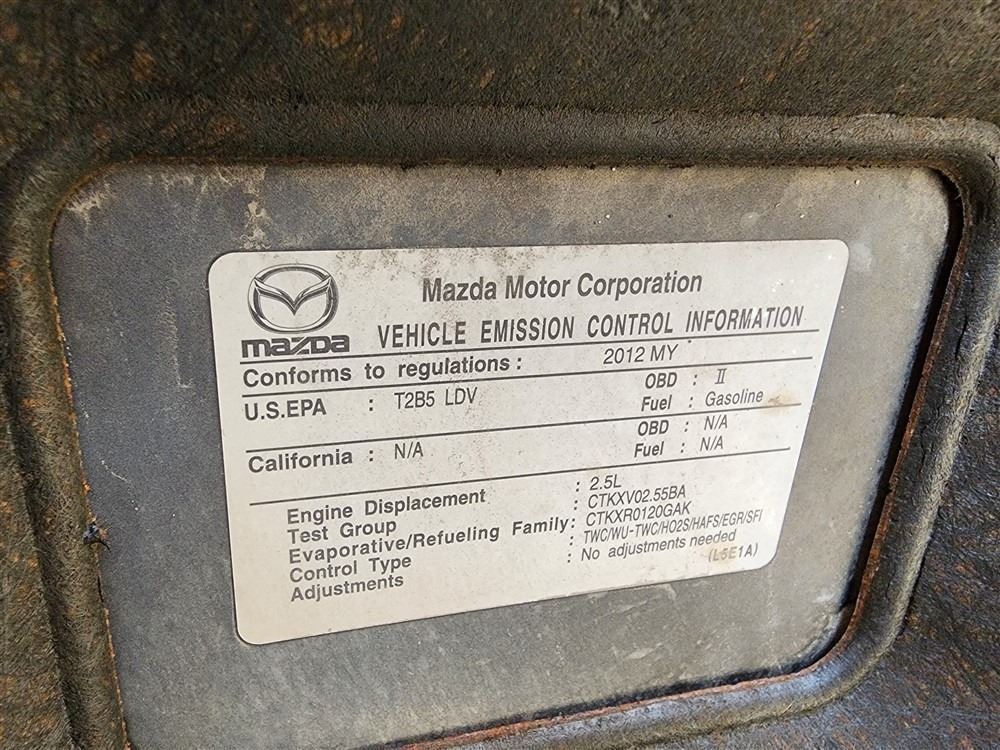 mazda
Mazda Motor Corporation
VEHICLE EMISSION CONTROL INFORMATION
Conforms to regulations : 2012 MY
U.S.EPA : T2B5 LDV OBD : II
Fuel : Gasoline
California : N/A OBD : N/A
Fuel : N/A
Engine Displacement : 2.5L
Test Group : CTKXV02.55BA
Evaporative/Refueling Family: CTKXR0120GAK
Control Type : TWC/WU-TWC/HO2S/HAFS/EGR/SFI
Adjustments : No adjustments needed
(L5E1A)